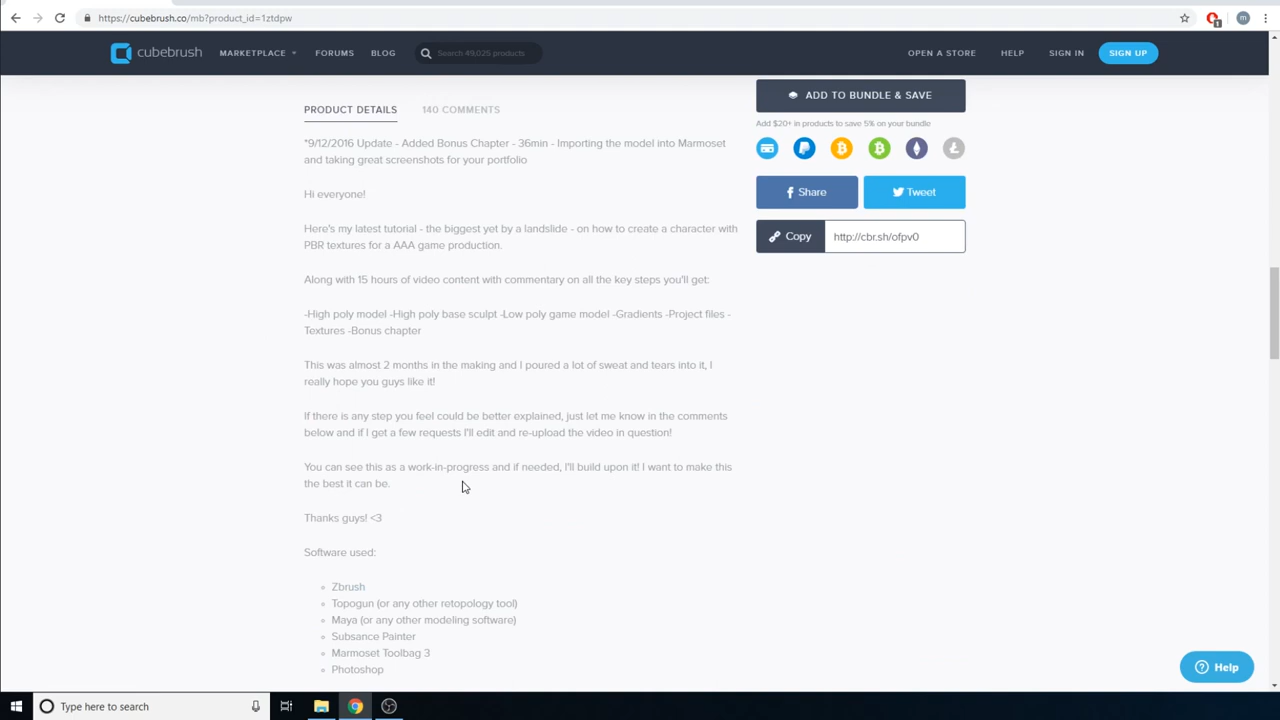 https://cubebrush.co/mb?product_id=1ztdpw
1
m
cubebrush
MARKETPLACE
FORUMS
BLOG
Search 49,025 products
OPEN A STORE
HELP
SIGN IN
SIGN UP
PRODUCT DETAILS
140 COMMENTS
*9/12/2016 Update - Added Bonus Chapter - 36min - Importing the model into Marmoset
and taking great screenshots for your portfolio
Hi everyone!
Here's my latest tutorial - the biggest yet by a landslide - on how to create a character with
PBR textures for a AAA game production.
Along with 15 hours of video content with commentary on all the key steps you'll get:
-High poly model -High poly base sculpt -Low poly game model -Gradients -Project files -
Textures -Bonus chapter
This was almost 2 months in the making and I poured a lot of sweat and tears into it, I
really hope you guys like it!
If there is any step you feel could be better explained, just let me know in the comments
below and if I get a few requests I'll edit and re-upload the video in question!
You can see this as a work-in-progress and if needed, I'll build upon it! I want to make this
the best it can be.
Thanks guys! <3
Software used:
Zbrush
Topogun (or any other retopology tool)
Maya (or any other modeling software)
Subsance Painter
Marmoset Toolbag 3
Photoshop
ADD TO BUNDLE & SAVE
Add $20+ in products to save 5% on your bundle
Share
Tweet
Copy
http://cbr.sh/ofpv0
Help
Type here to search